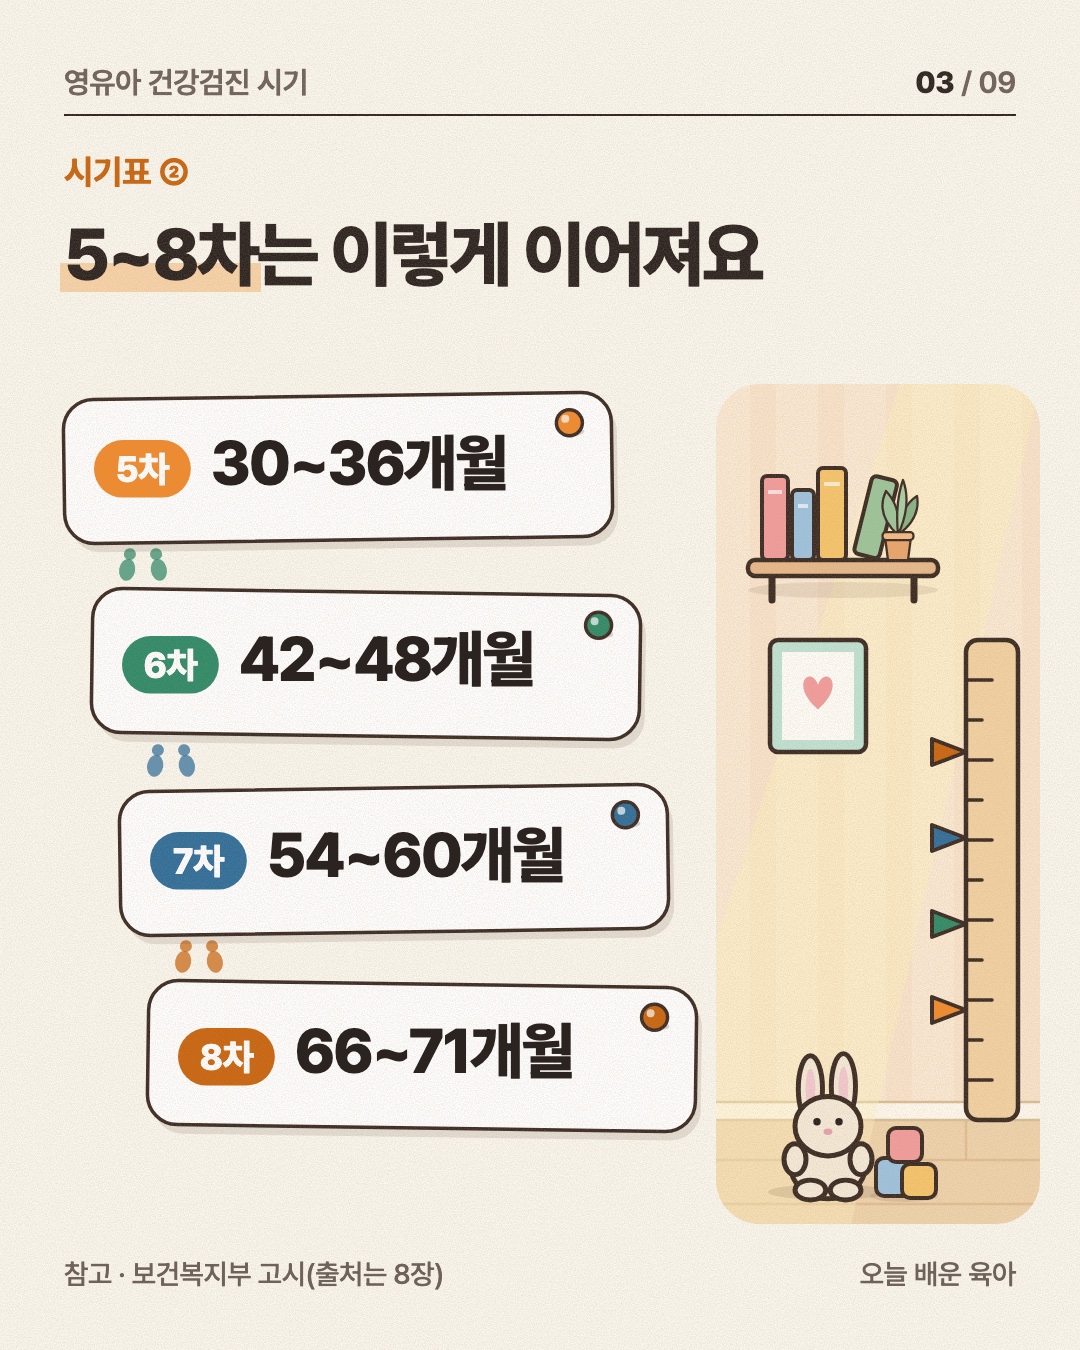 영유아 건강검진 시기
03 / 09
시기표 ②
5~8차는 이렇게 이어져요
5차 30~36개월
6차 42~48개월
7차 54~60개월
8차 66~71개월
참고 · 보건복지부 고시(출처는 8장)
오늘 배운 육아